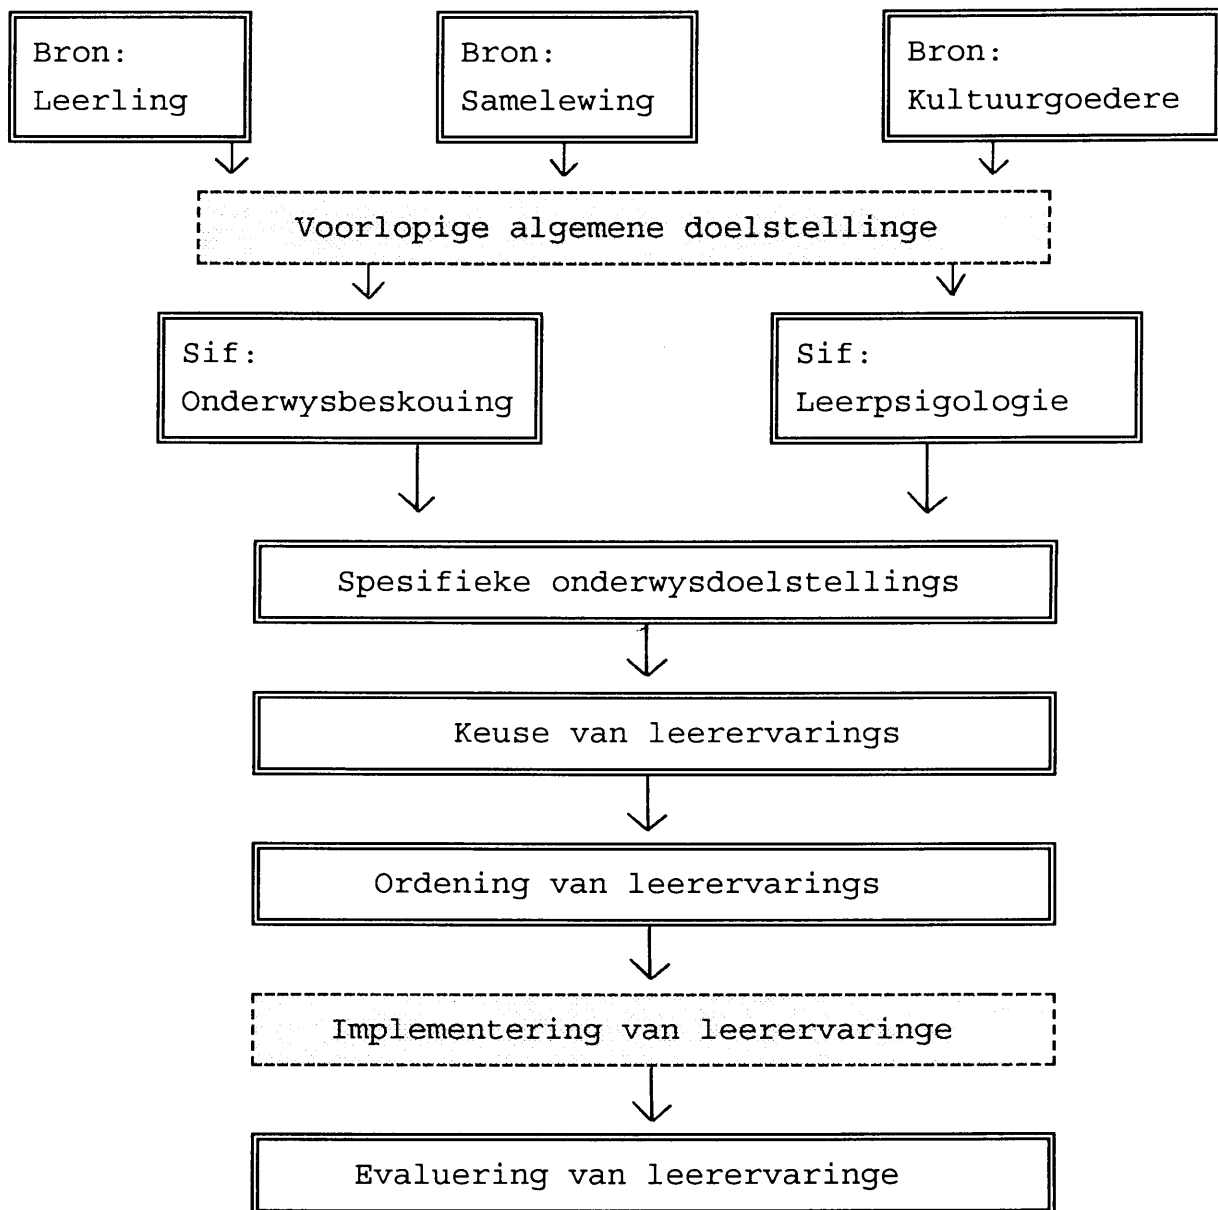 Bron:
Leerling
Bron:
Samelewing
Bron:
Kultuurgoedere
Voorlopige algemene doelstellinge
Sif:
Onderwysbeskouing
Sif:
Leerpsigologie
Spesifieke onderwysdoelstellings
Keuse van leerervarings
Ordening van leerervarings
Implementering van leerervaringe
Evaluering van leerervaringe